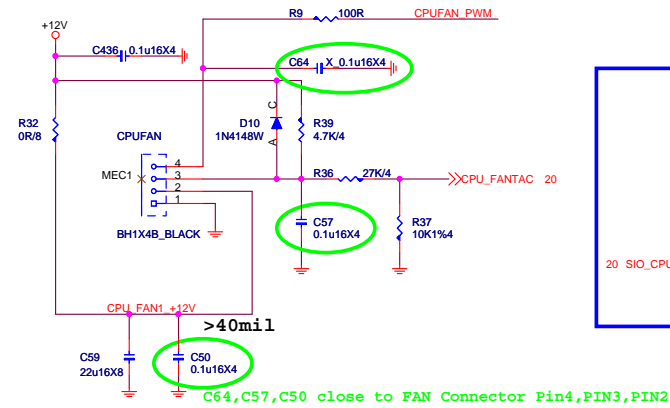 R9 100R CPUFAN_PWM
+12V
C436 0.1u16X4
C64 X_0.1u16X4
R32
0R/8
CPUFAN
D10
1N4148W
C
A
R39
4.7K/4
MEC1
4
3
2
1
R36 27K/4
CPU_FANTAC 20
C57
0.1u16X4
R37
10K1%4
BH1X4B_BLACK
20 SIO_CPU
CPU_FAN1_+12V
>40mil
C59
22u16X8
C50
0.1u16X4
C64,C57,C50 close to FAN Connector Pin4,PIN3,PIN2